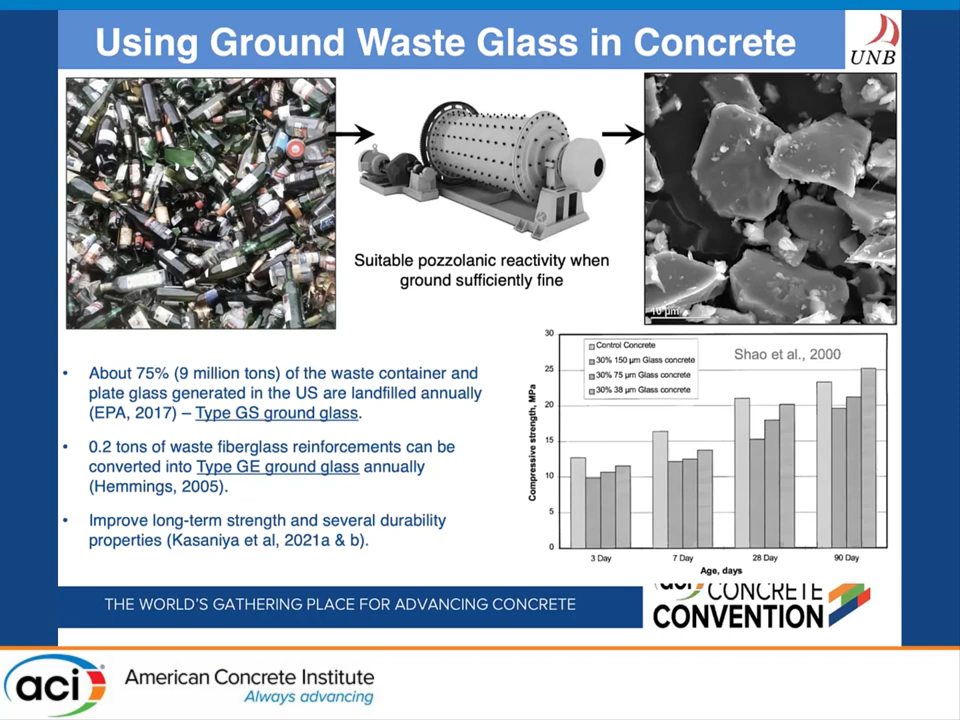 Using Ground Waste Glass in Concrete
UNB
Suitable pozzolanic reactivity when
ground sufficiently fine
10 µm
• About 75% (9 million tons) of the waste container and
plate glass generated in the US are landfilled annually
(EPA, 2017) – Type GS ground glass.
• 0.2 tons of waste fiberglass reinforcements can be
converted into Type GE ground glass annually
(Hemmings, 2005).
• Improve long-term strength and several durability
properties (Kasaniya et al, 2021a & b).
Shao et al., 2000
Control Concrete
30% 150 µm Glass concrete
30% 75 µm Glass concrete
30% 38 µm Glass concrete
Compressive strength, MPa
30
25
20
15
10
5
0
3 Day 7 Day 28 Day 90 Day
Age, days
THE WORLD'S GATHERING PLACE FOR ADVANCING CONCRETE
aci CONCRETE
CONVENTION
aci American Concrete Institute
Always advancing